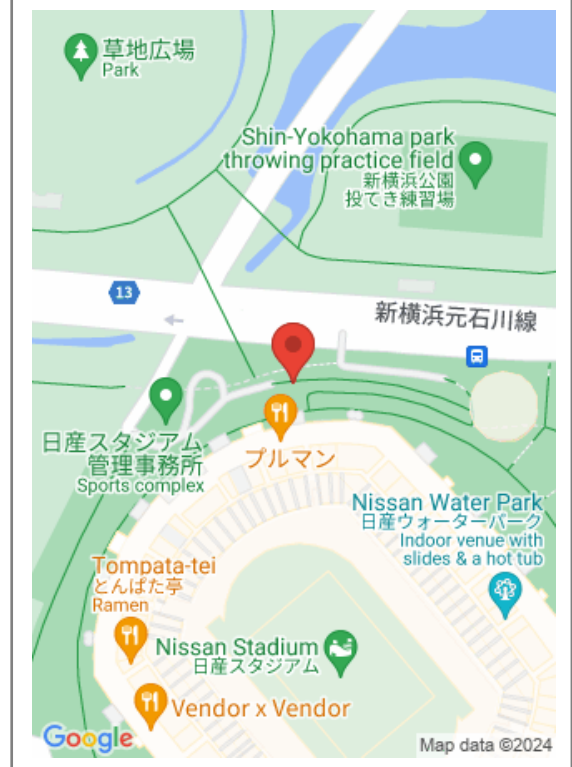 草地広場
Park
Shin-Yokohama park
throwing practice field
新横浜公園
投てき練習場
13
新横浜元石川線
日産スタジアム
管理事務所
Sports complex
プルマン
Nissan Water Park
日産ウォーターパーク
Indoor venue with
slides & a hot tub
Tompata-tei
とんぱた亭
Ramen
Nissan Stadium
日産スタジアム
Vendor x Vendor
Google
Map data ©2024